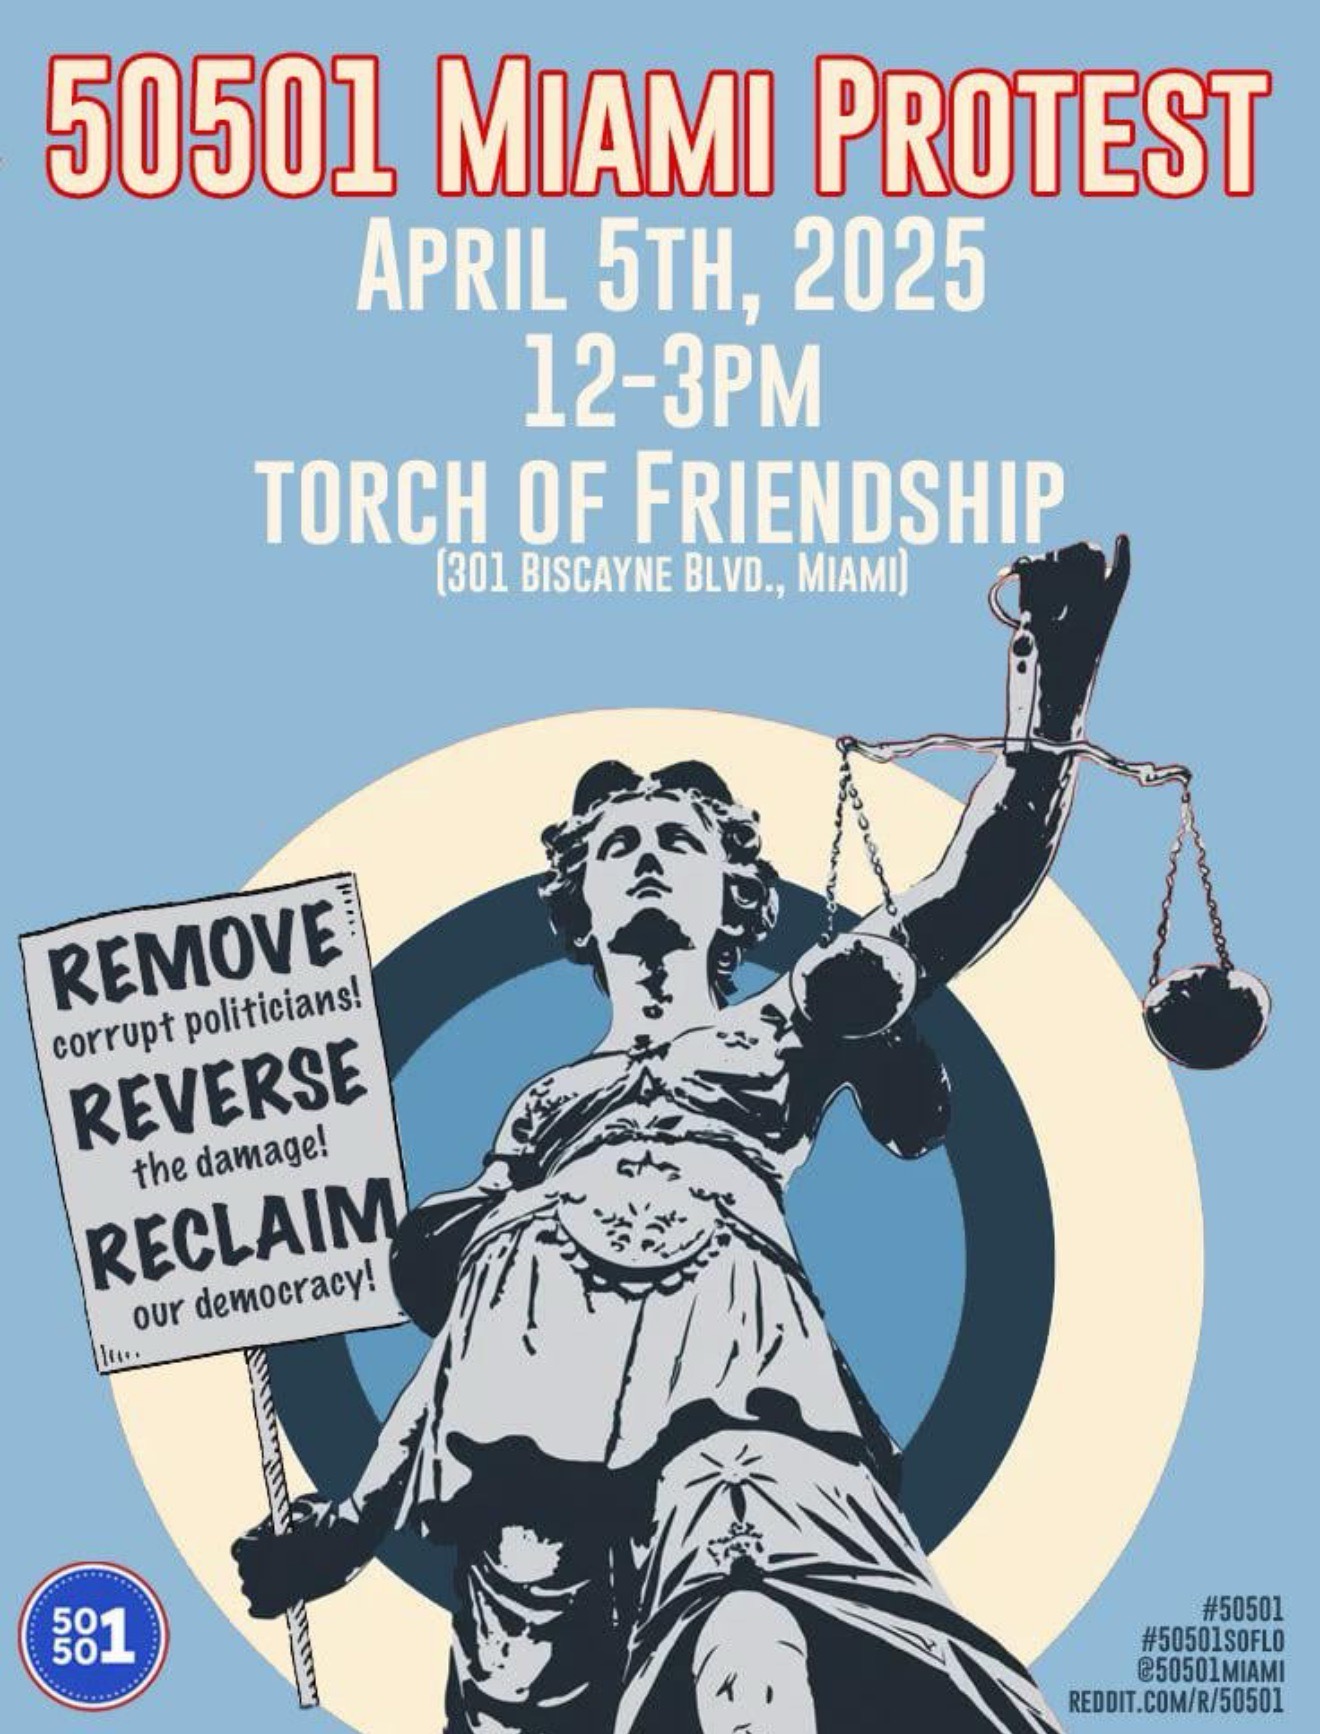 50501 MIAMI PROTEST
APRIL 5TH, 2025
12-3PM
TORCH OF FRIENDSHIP
(301 BISCAYNE BLVD., MIAMI)
REMOVE
corrupt politicians!
REVERSE
the damage!
RECLAIM
our democracy!
50
501
#50501
#50501SOFLO
@50501MIAMI
REDDIT.COM/R/50501